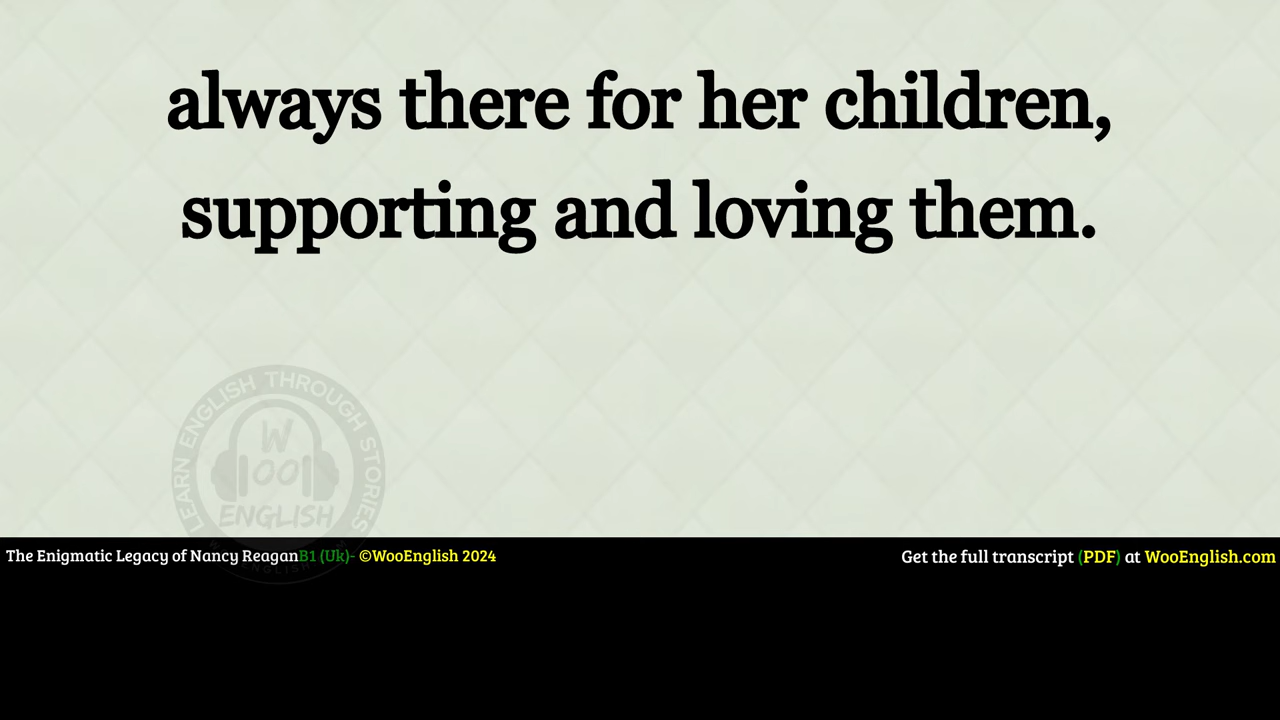 always there for her children,
supporting and loving them.
LEARN ENGLISH THROUGH STORIES
W
OO
ENGLISH
The Enigmatic Legacy of Nancy ReaganB1 (Uk)- ©WooEnglish 2024
Get the full transcript (PDF) at WooEnglish.com